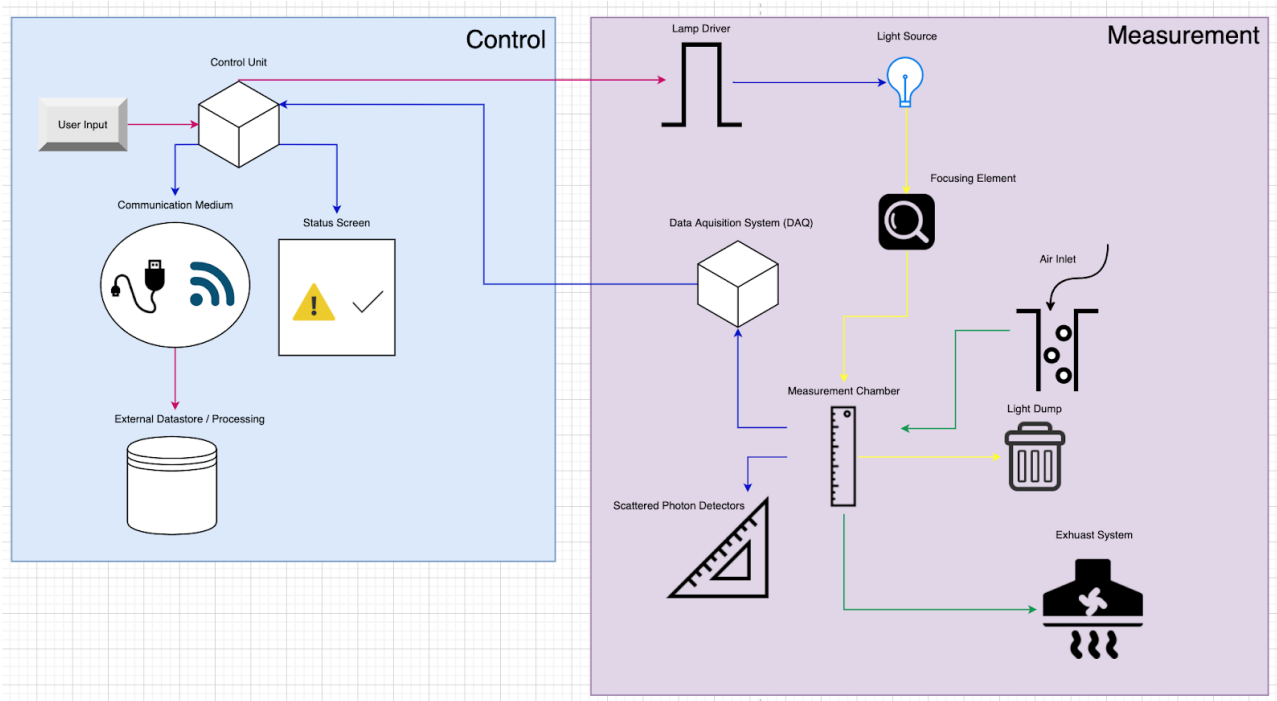 Control
Control Unit
User Input
Communication Medium
Status Screen
External Datastore / Processing
Measurement
Lamp Driver
Light Source
Focusing Element
Data Aquisition System (DAQ)
Air Inlet
Measurement Chamber
Light Dump
Scattered Photon Detectors
Exhuast System